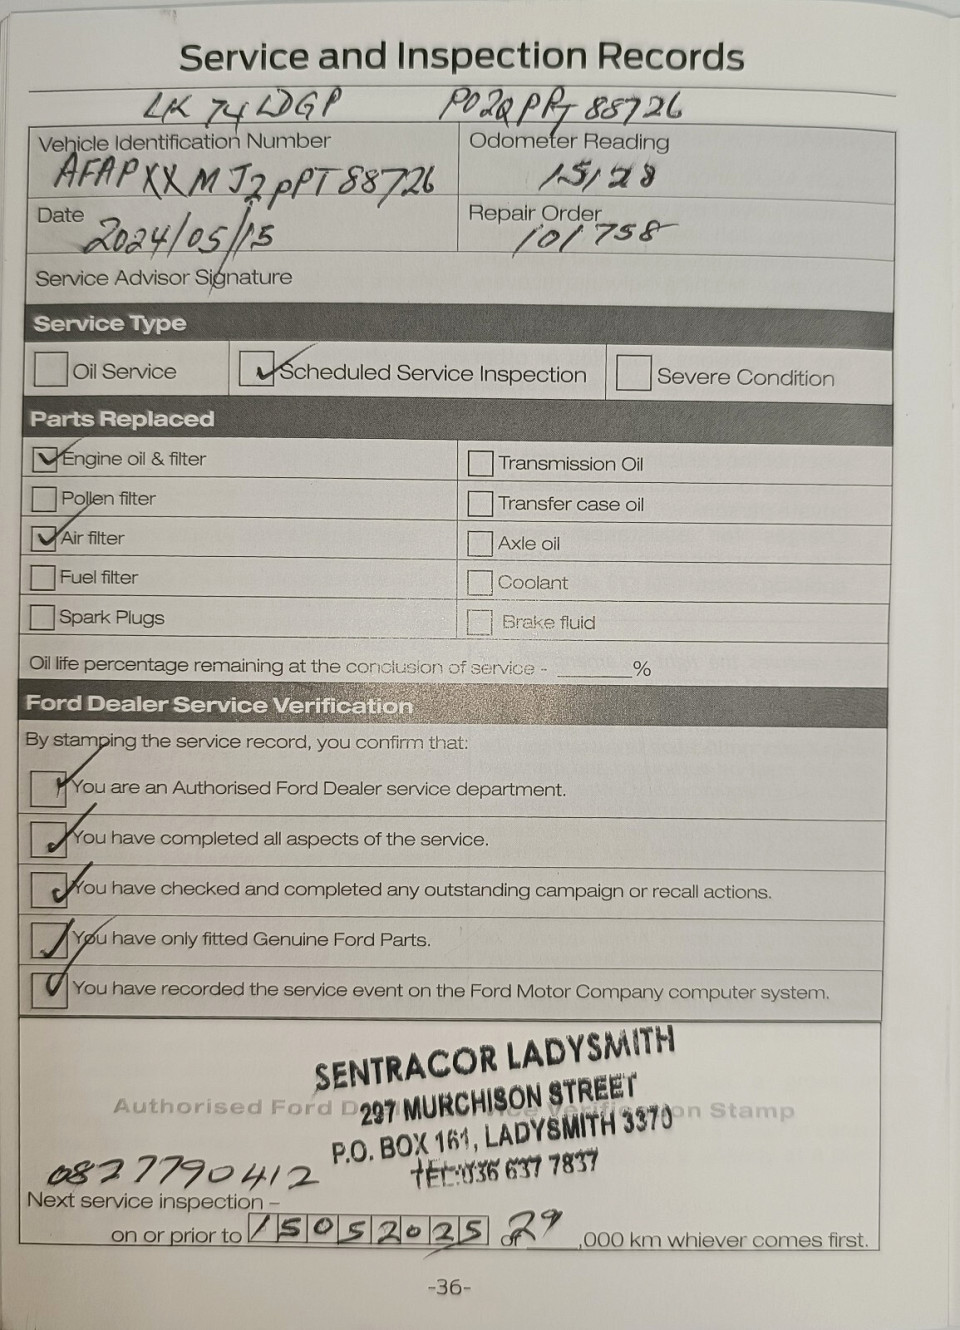 Service and Inspection Records
LK 74 LDGP P02QPPT 88726
Vehicle Identification Number Odometer Reading
AFAPXXMJ2PPT88726 15128
Date Repair Order
2024/05/15 101758
Service Advisor Signature
Service Type
Oil Service Scheduled Service Inspection Severe Condition
Parts Replaced
Engine oil & filter Transmission Oil
Pollen filter Transfer case oil
Air filter Axle oil
Fuel filter Coolant
Spark Plugs Brake fluid
Oil life percentage remaining at the conclusion of service - ______%
Ford Dealer Service Verification
By stamping the service record, you confirm that:
You are an Authorised Ford Dealer service department.
You have completed all aspects of the service.
You have checked and completed any outstanding campaign or recall actions.
You have only fitted Genuine Ford Parts.
You have recorded the service event on the Ford Motor Company computer system.
SENTRACOR LADYSMITH
297 MURCHISON STREET
Authorised Ford on Stamp
P.O. BOX 161, LADYSMITH 3370
TEL:036 637 7837
0827790412
Next service inspection –
on or prior to 15052025 or 29 ,000 km whiever comes first.
-36-